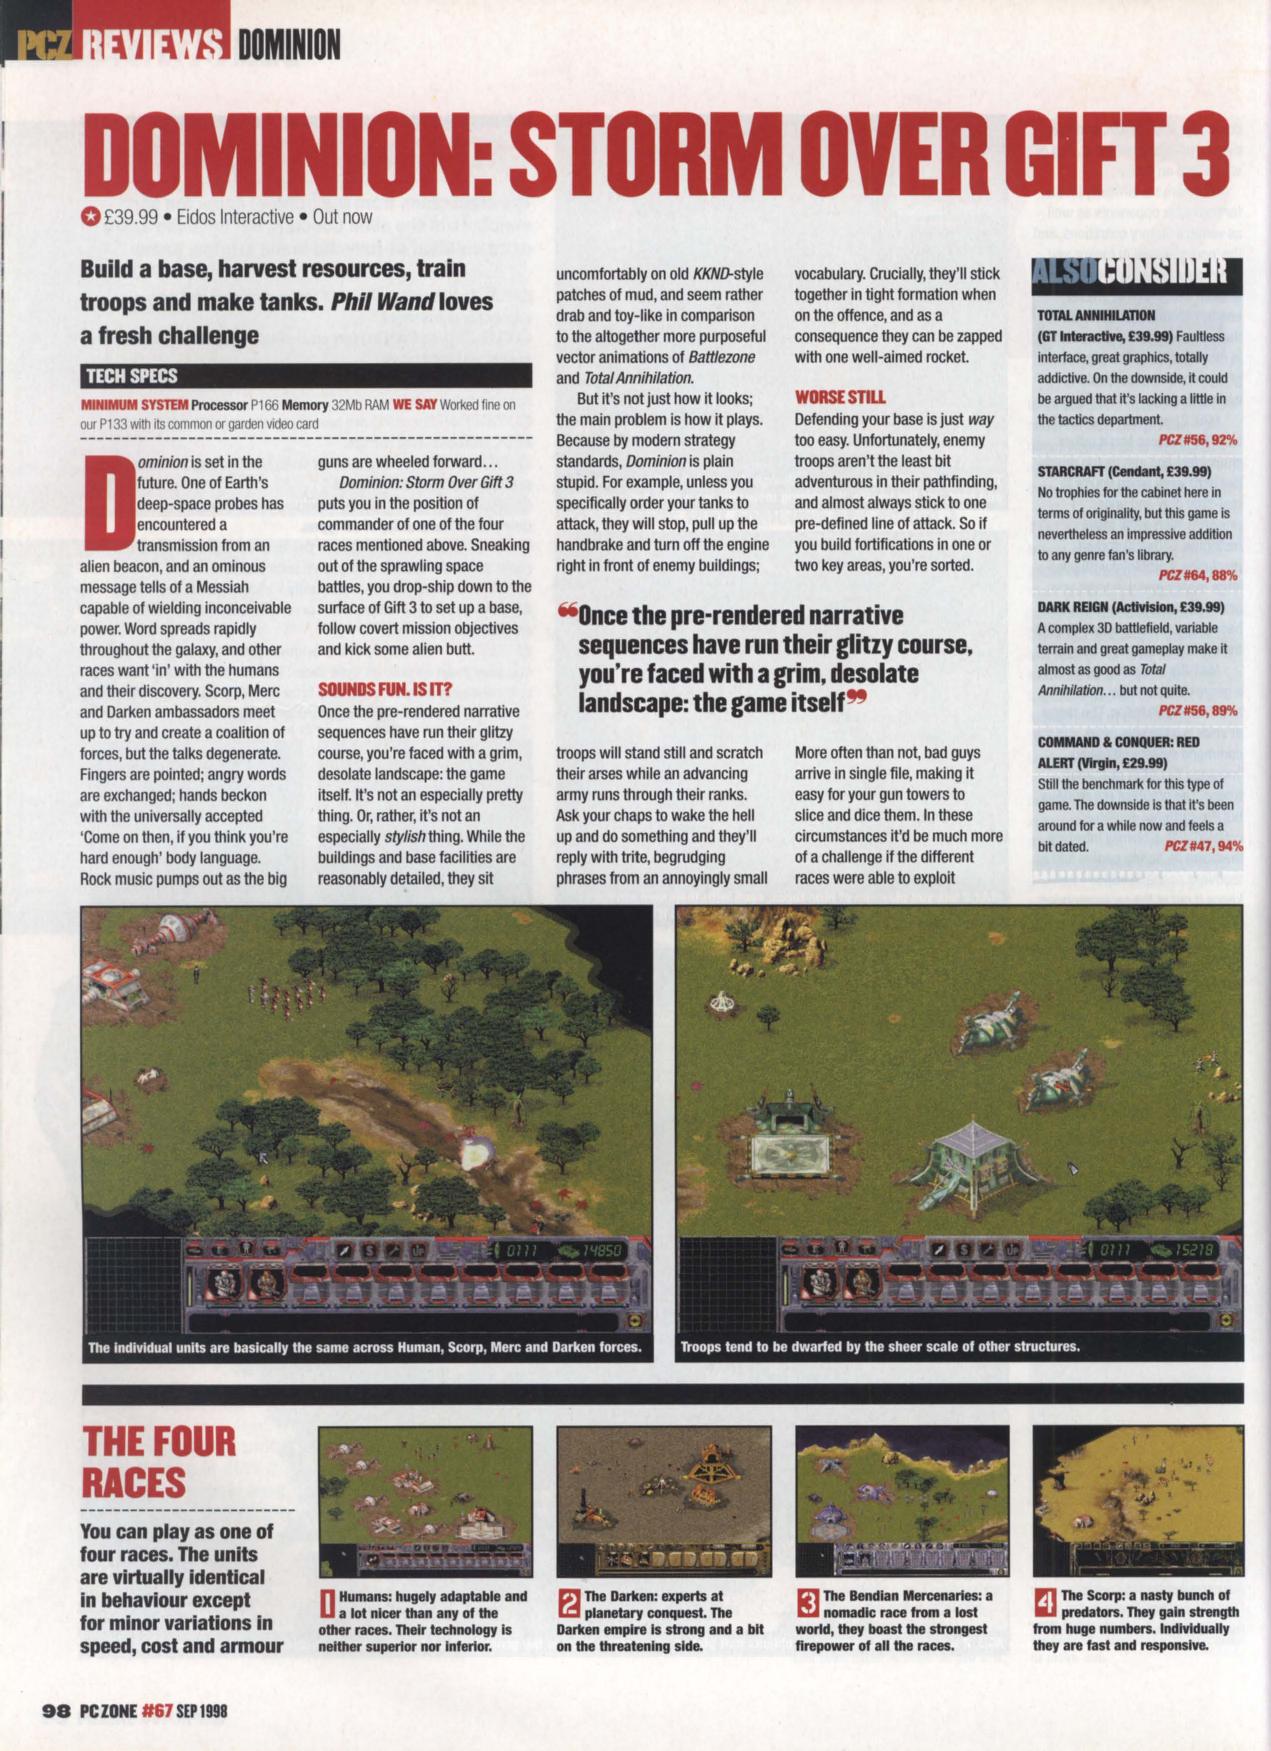 PCZ REVIEWS DOMINION
DOMINION: STORM OVER GIFT 3
£39.99 • Eidos Interactive • Out now
Build a base, harvest resources, train
troops and make tanks. Phil Wand loves
a fresh challenge
TECH SPECS
MINIMUM SYSTEM Processor P166 Memory 32Mb RAM WE SAY Worked fine on
our P133 with its common or garden video card
Dominion is set in the
future. One of Earth's
deep-space probes has
encountered a
transmission from an
alien beacon, and an ominous
message tells of a Messiah
capable of wielding inconceivable
power. Word spreads rapidly
throughout the galaxy, and other
races want 'in' with the humans
and their discovery. Scorp, Merc
and Darken ambassadors meet
up to try and create a coalition of
forces, but the talks degenerate.
Fingers are pointed; angry words
are exchanged; hands beckon
with the universally accepted
'Come on then, if you think you're
hard enough' body language.
Rock music pumps out as the big
guns are wheeled forward...
Dominion: Storm Over Gift 3
puts you in the position of
commander of one of the four
races mentioned above. Sneaking
out of the sprawling space
battles, you drop-ship down to the
surface of Gift 3 to set up a base,
follow covert mission objectives
and kick some alien butt.
SOUNDS FUN. IS IT?
Once the pre-rendered narrative
sequences have run their glitzy
course, you're faced with a grim,
desolate landscape: the game
itself. It's not an especially pretty
thing. Or, rather, it's not an
especially stylish thing. While the
buildings and base facilities are
reasonably detailed, they sit
uncomfortably on old KKND-style
patches of mud, and seem rather
drab and toy-like in comparison
to the altogether more purposeful
vector animations of Battlezone
and Total Annihilation.
But it's not just how it looks;
the main problem is how it plays.
Because by modern strategy
standards, Dominion is plain
stupid. For example, unless you
specifically order your tanks to
attack, they will stop, pull up the
handbrake and turn off the engine
right in front of enemy buildings;
“Once the pre-rendered narrative
sequences have run their glitzy course,
you're faced with a grim, desolate
landscape: the game itself”
troops will stand still and scratch
their arses while an advancing
army runs through their ranks.
Ask your chaps to wake the hell
up and do something and they'll
reply with trite, begrudging
phrases from an annoyingly small
vocabulary. Crucially, they'll stick
together in tight formation when
on the offence, and as a
consequence they can be zapped
with one well-aimed rocket.
WORSE STILL
Defending your base is just way
too easy. Unfortunately, enemy
troops aren't the least bit
adventurous in their pathfinding,
and almost always stick to one
pre-defined line of attack. So if
you build fortifications in one or
two key areas, you're sorted.
More often than not, bad guys
arrive in single file, making it
easy for your gun towers to
slice and dice them. In these
circumstances it'd be much more
of a challenge if the different
races were able to exploit
ALSO CONSIDER
TOTAL ANNIHILATION
(GT Interactive, £39.99) Faultless
interface, great graphics, totally
addictive. On the downside, it could
be argued that it's lacking a little in
the tactics department.
PCZ #56, 92%
STARCRAFT (Cendant, £39.99)
No trophies for the cabinet here in
terms of originality, but this game is
nevertheless an impressive addition
to any genre fan's library.
PCZ #64, 88%
DARK REIGN (Activision, £39.99)
A complex 3D battlefield, variable
terrain and great gameplay make it
almost as good as Total
Annihilation... but not quite.
PCZ #56, 89%
COMMAND & CONQUER: RED
ALERT (Virgin, £29.99)
Still the benchmark for this type of
game. The downside is that it's been
around for a while now and feels a
bit dated. PCZ #47, 94%
0111 14850
The individual units are basically the same across Human, Scorp, Merc and Darken forces.
0111 15218
Troops tend to be dwarfed by the sheer scale of other structures.
THE FOUR
RACES
You can play as one of
four races. The units
are virtually identical
in behaviour except
for minor variations in
speed, cost and armour
1 Humans: hugely adaptable and
a lot nicer than any of the
other races. Their technology is
neither superior nor inferior.
2 The Darken: experts at
planetary conquest. The
Darken empire is strong and a bit
on the threatening side.
3 The Bendian Mercenaries: a
nomadic race from a lost
world, they boast the strongest
firepower of all the races.
4 The Scorp: a nasty bunch of
predators. They gain strength
from huge numbers. Individually
they are fast and responsive.
98 PC ZONE #67 SEP 1998